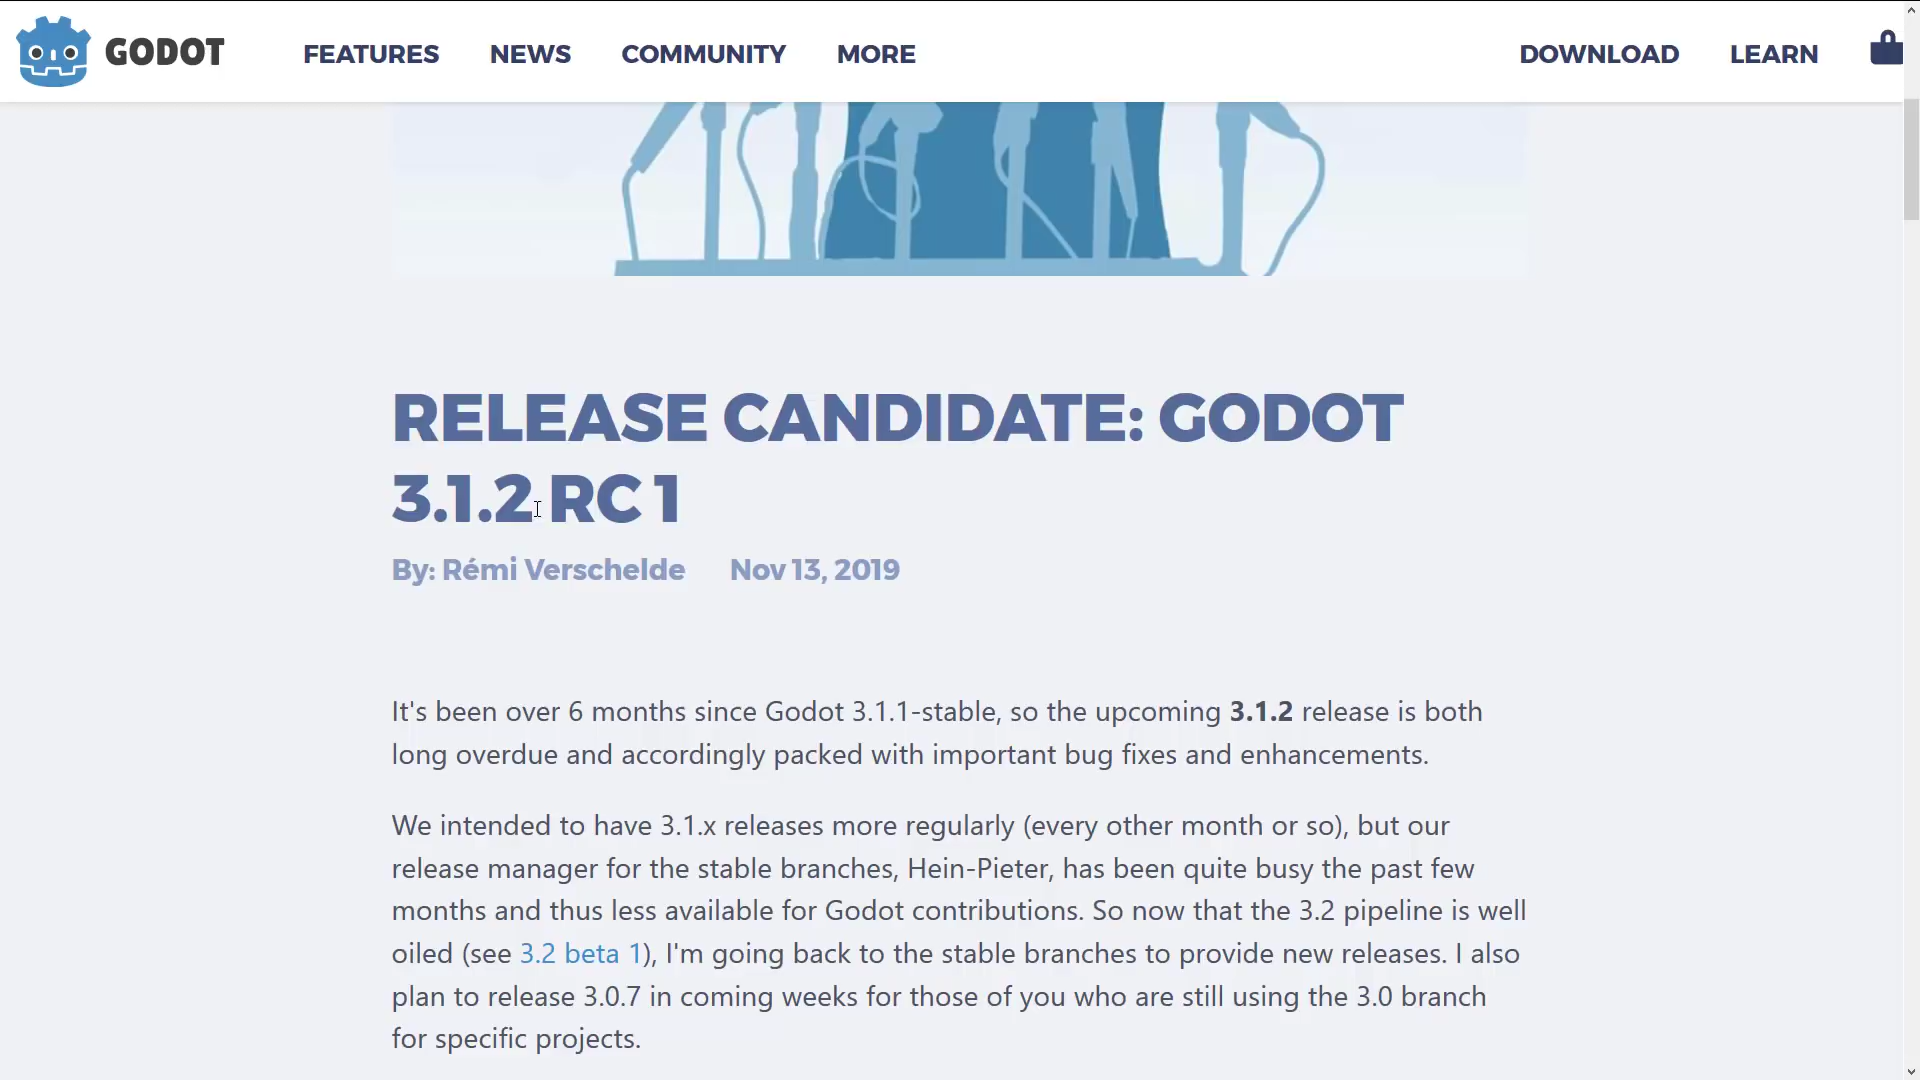 GODOT FEATURES NEWS COMMUNITY MORE DOWNLOAD LEARN
RELEASE CANDIDATE: GODOT
3.1.2 RC 1
By: Rémi Verschelde Nov 13, 2019
It's been over 6 months since Godot 3.1.1-stable, so the upcoming 3.1.2 release is both
long overdue and accordingly packed with important bug fixes and enhancements.
We intended to have 3.1.x releases more regularly (every other month or so), but our
release manager for the stable branches, Hein-Pieter, has been quite busy the past few
months and thus less available for Godot contributions. So now that the 3.2 pipeline is well
oiled (see 3.2 beta 1), I'm going back to the stable branches to provide new releases. I also
plan to release 3.0.7 in coming weeks for those of you who are still using the 3.0 branch
for specific projects.